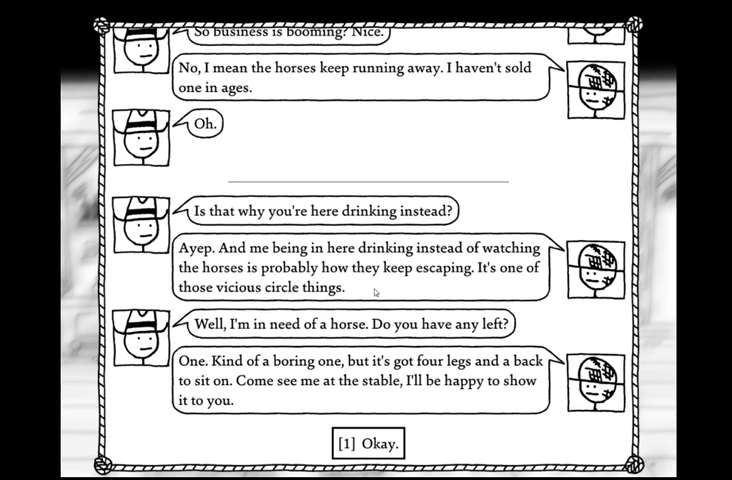 So business is booming? Nice.
No, I mean the horses keep running away. I haven't sold
one in ages.
Oh.
Is that why you're here drinking instead?
Ayep. And me being in here drinking instead of watching
the horses is probably how they keep escaping. It's one of
those vicious circle things.
Well, I'm in need of a horse. Do you have any left?
One. Kind of a boring one, but it's got four legs and a back
to sit on. Come see me at the stable, I'll be happy to show
it to you.
[1] Okay.